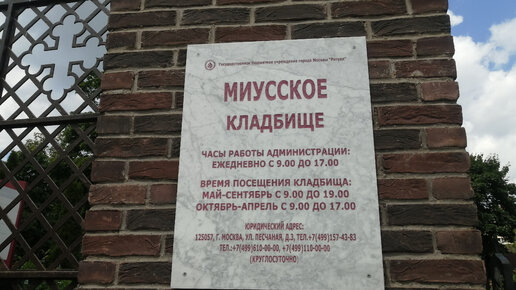 Государственное бюджетное учреждение города Москвы "Ритуал"
МИУССКОЕ
КЛАДБИЩЕ
ЧАСЫ РАБОТЫ АДМИНИСТРАЦИИ:
ЕЖЕДНЕВНО С 9.00 ДО 17.00
ВРЕМЯ ПОСЕЩЕНИЯ КЛАДБИЩА:
МАЙ-СЕНТЯБРЬ С 9.00 ДО 19.00
ОКТЯБРЬ-АПРЕЛЬ С 9.00 ДО 17.00
ЮРИДИЧЕСКИЙ АДРЕС:
125057, Г. МОСКВА, УЛ. ПЕСЧАНАЯ, Д.3, ТЕЛ.+7(499)157-43-83
ТЕЛ.:+7(499)610-00-00, +7(499)110-00-00
(КРУГЛОСУТОЧНО)